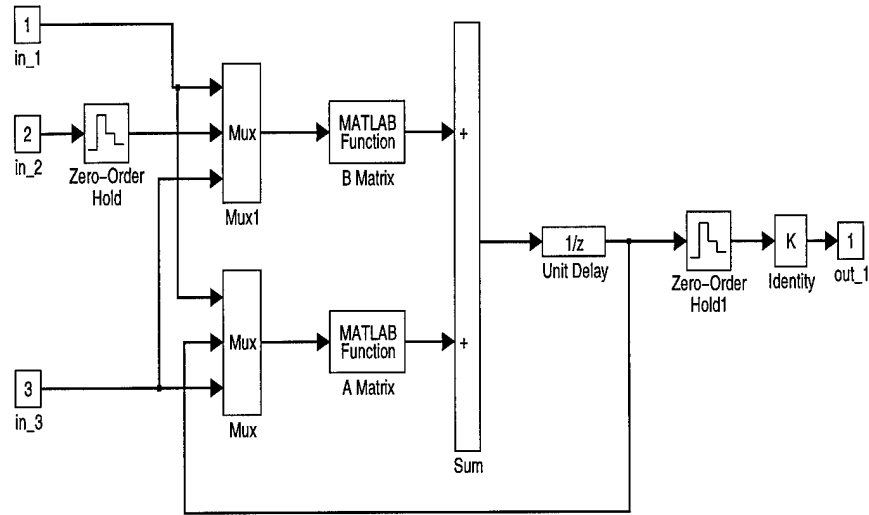 1
in_1
2
in_2
Zero-Order
Hold
Mux
Mux1
MATLAB
Function
B Matrix
+
3
in_3
Mux
Mux
MATLAB
Function
A Matrix
+
Sum
1/z
Unit Delay
Zero-Order
Hold1
K
Identity
1
out_1